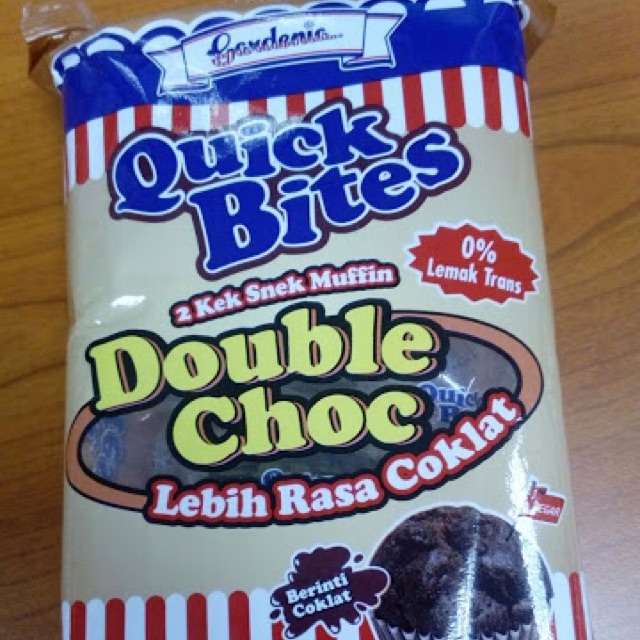 Gardenia
Quick
Bites
0%
Lemak Trans
2 Kek Snek Muffin
Double
Choc
Lebih Rasa Coklat
Berinti
Coklat